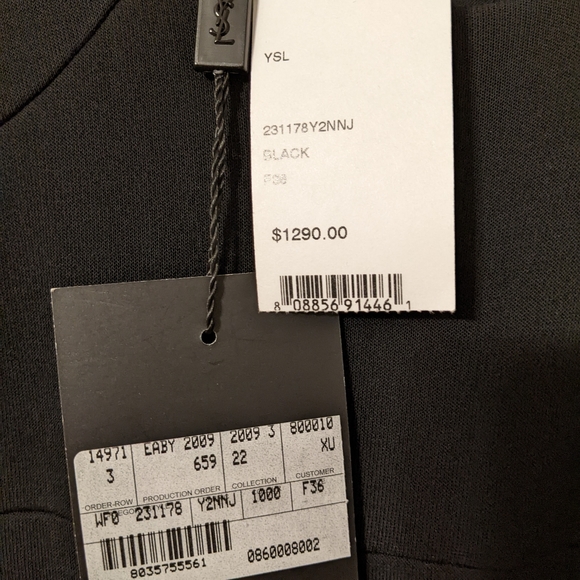 YSL
YSL
231178Y2NNJ
BLACK
F36
$1290.00
8 08856 91446 1
14971 EABY 2009 2009 3 800010
3 659 22 XU
ORDER-ROW PRODUCTION ORDER COLLECTION CUSTOMER
WF0 231178 Y2NNJ 1000 F36
8035755561 0860008002